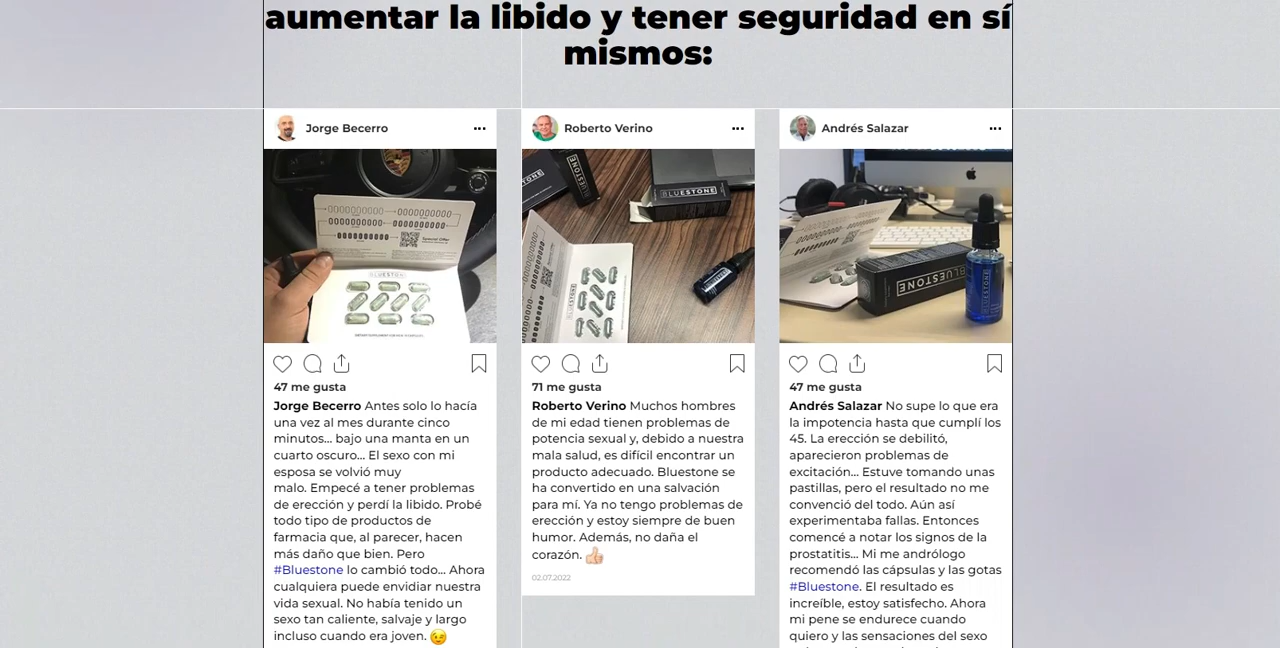 aumentar la libido y tener seguridad en sí
mismos:
Jorge Becerro
Special Offer
BLUESTONE
47 me gusta
Jorge Becerro Antes solo lo hacía
una vez al mes durante cinco
minutos... bajo una manta en un
cuarto oscuro... El sexo con mi
esposa se volvió muy
malo. Empecé a tener problemas
de erección y perdí la libido. Probé
todo tipo de productos de
farmacia que, al parecer, hacen
más daño que bien. Pero
#Bluestone lo cambió todo... Ahora
cualquiera puede envidiar nuestra
vida sexual. No había tenido un
sexo tan caliente, salvaje y largo
incluso cuando era joven. 😉
Roberto Verino
BLUESTONE
BLUESTONE
71 me gusta
Roberto Verino Muchos hombres
de mi edad tienen problemas de
potencia sexual y, debido a nuestra
mala salud, es difícil encontrar un
producto adecuado. Bluestone se
ha convertido en una salvación
para mí. Ya no tengo problemas de
erección y estoy siempre de buen
humor. Además, no daña el
corazón. 👍🏻
02.07.2022
Andrés Salazar
BLUESTONE
BLUESTONE
47 me gusta
Andrés Salazar No supe lo que era
la impotencia hasta que cumplí los
45. La erección se debilitó,
aparecieron problemas de
excitación... Estuve tomando unas
pastillas, pero el resultado no me
convenció del todo. Aún así
experimentaba fallas. Entonces
comencé a notar los signos de la
prostatitis... Mi me andrólogo
recomendó las cápsulas y las gotas
#Bluestone. El resultado es
increíble, estoy satisfecho. Ahora
mi pene se endurece cuando
quiero y las sensaciones del sexo